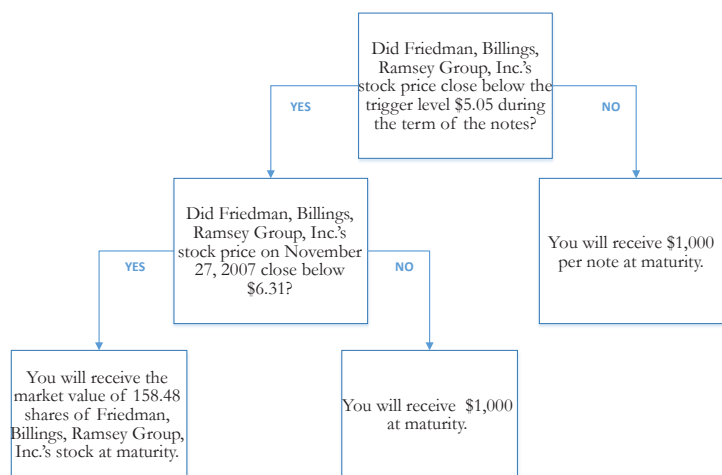 Did Friedman, Billings,
Ramsey Group, Inc.'s
stock price close below the
trigger level $5.05 during
the term of the notes?
YES
NO
Did Friedman, Billings,
Ramsey Group, Inc.'s
stock price on November
27, 2007 close below
$6.31?
You will receive $1,000
per note at maturity.
YES
NO
You will receive the
market value of 158.48
shares of Friedman,
Billings, Ramsey Group,
Inc.'s stock at maturity.
You will receive $1,000
at maturity.